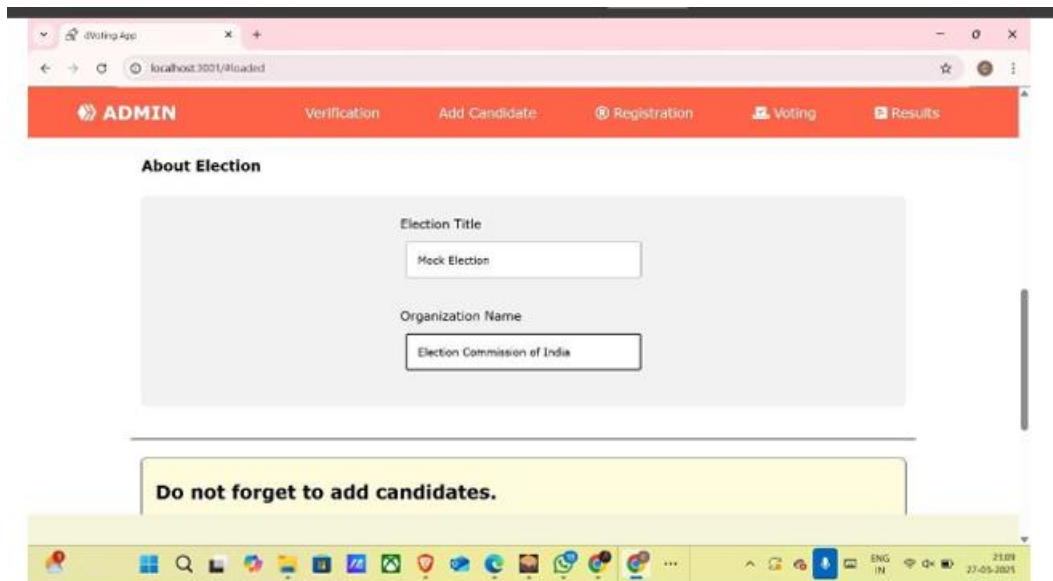 dVoting App
localhost:3001/#loaded
ADMIN Verification Add Candidate Registration Voting Results
About Election
Election Title
Mock Election
Organization Name
Election Commission of India
Do not forget to add candidates.
ENG 21:09
IN 27-05-2025